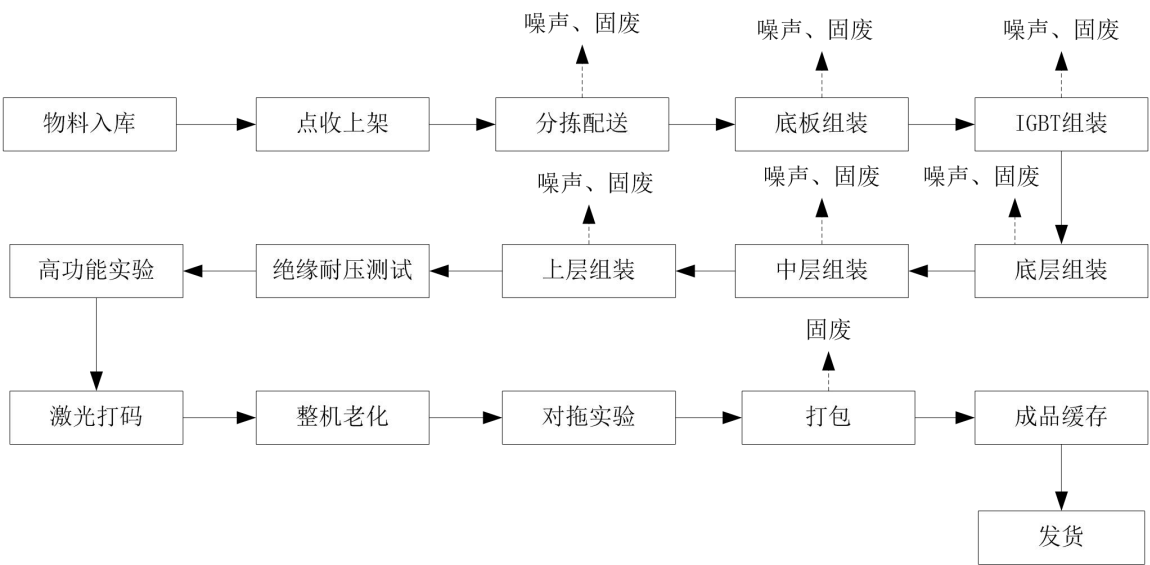 噪声、固废
噪声、固废
噪声、固废
物料入库
点收上架
分拣配送
底板组装
IGBT组装
噪声、固废
噪声、固废
噪声、固废
高功能实验
绝缘耐压测试
上层组装
中层组装
底层组装
固废
激光打码
整机老化
对拖实验
打包
成品缓存
发货